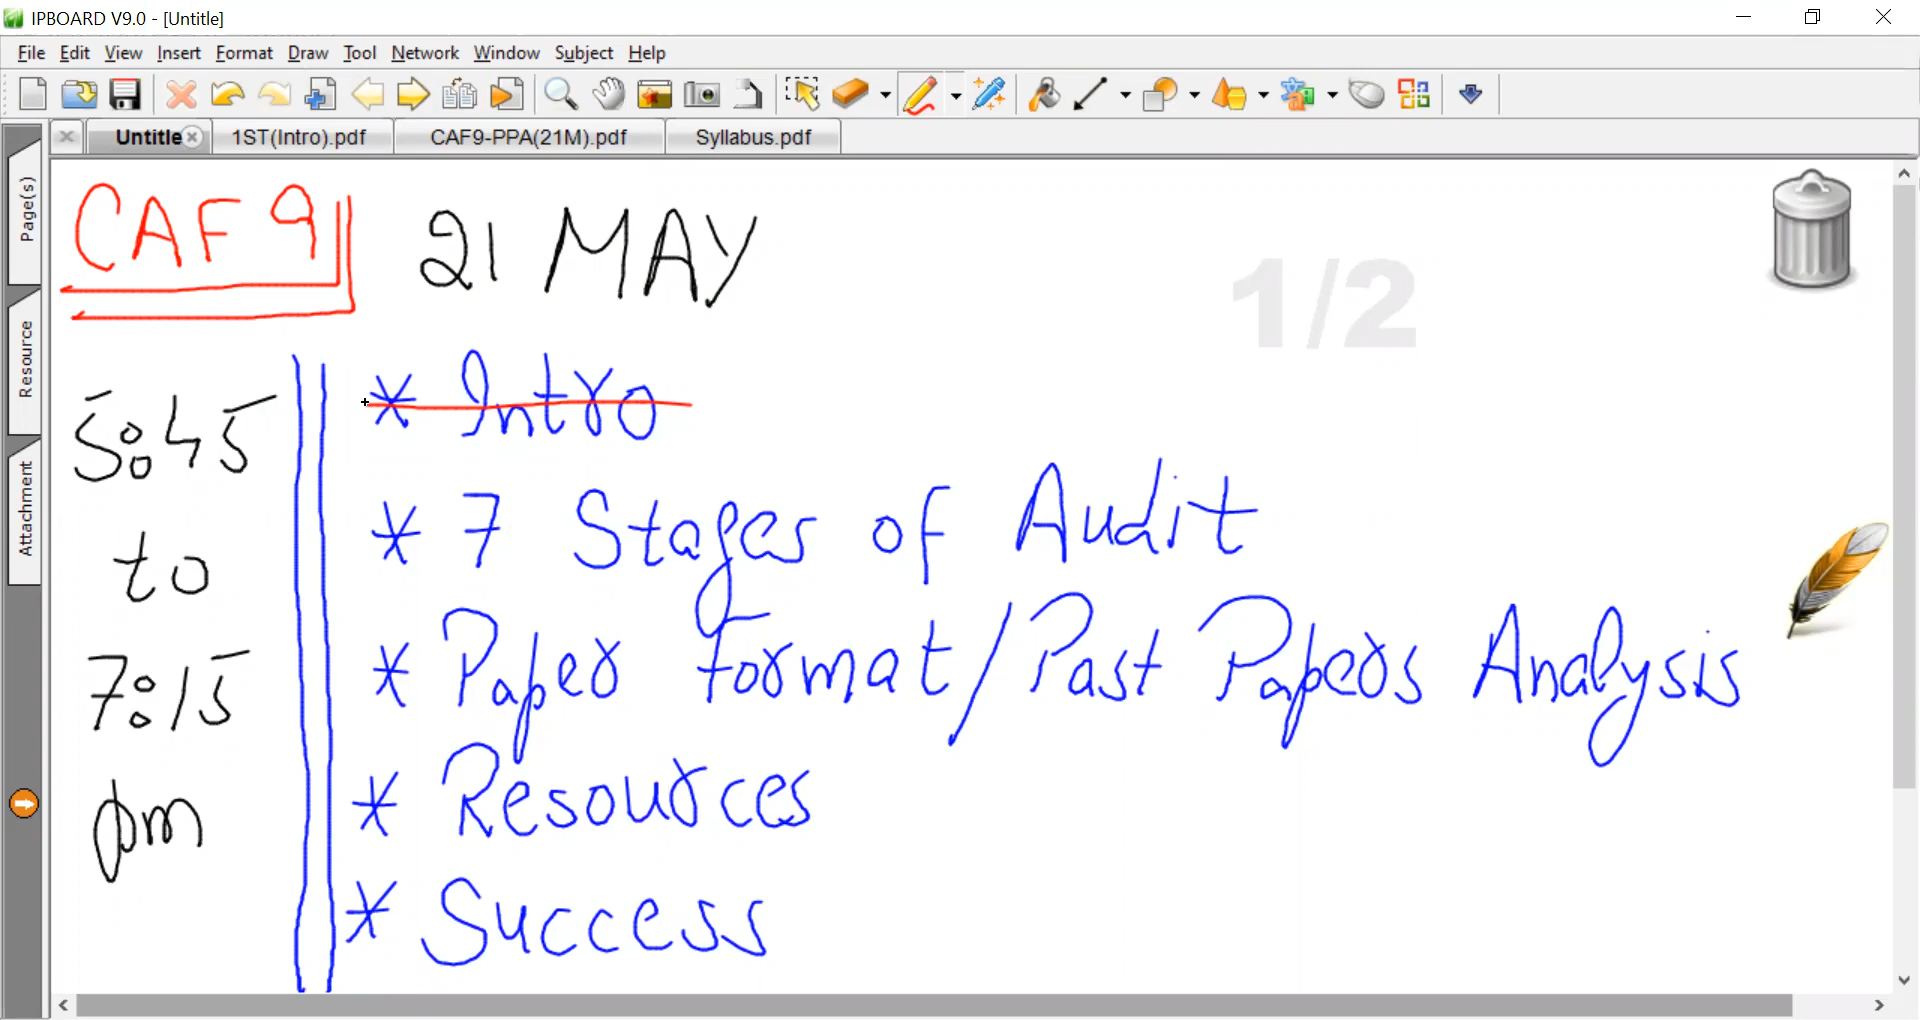 IPBOARD V9.0 - [Untitle]
File Edit View Insert Format Draw Tool Network Window Subject Help
Untitle 1ST(Intro).pdf CAF9-PPA(21M).pdf Syllabus.pdf
Page(s)
Resource
Attachment
CAF 9 21 MAY
1/2
5:45
to
7:15
pm
* Intro
* 7 Stages of Audit
* Paper Format/Past Papers Analysis
* Resources
* Success